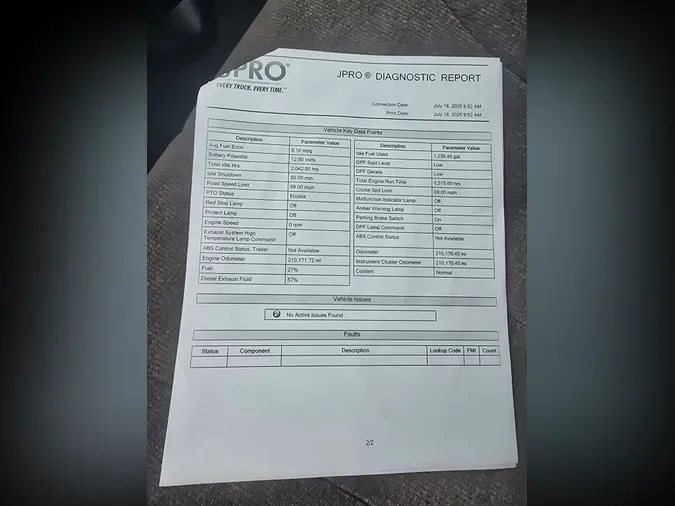 JPRO®
EVERY TRUCK. EVERY TIME.™
JPRO® DIAGNOSTIC REPORT
Connection Date: July 18, 2025 9:52 AM
Print Date: July 18, 2025 9:52 AM
Vehicle Key Data Points
Description Parameter Value
Avg Fuel Econ 9.10 mpg
Battery Potential 12.50 volts
Total Idle Hrs 2,042.90 hrs
Idle Shutdown 60.00 min
Road Speed Limit 69.00 mph
PTO Status Enable
Red Stop Lamp Off
Protect Lamp Off
Engine Speed 0 rpm
Exhaust System High
Temperature Lamp Command Off
ABS Control Status, Trailer Not Available
Engine Odometer 210,171.72 mi
Fuel 27%
Diesel Exhaust Fluid 57%
Description Parameter Value
Idle Fuel Used 1,239.40 gal
DPF Soot Level Low
DPF Derate Low
Total Engine Run Time 6,515.60 hrs
Cruise Spd Limit 69.00 mph
Malfunction Indicator Lamp Off
Amber Warning Lamp Off
Parking Brake Switch On
DPF Lamp Command Off
ABS Control Status Not Available
Odometer 210,170.45 mi
Instrument Cluster Odometer 210,170.45 mi
Coolant Normal
Vehicle Issues
No Active Issues Found
Faults
Status Component Description Lookup Code FMI Count
2/2